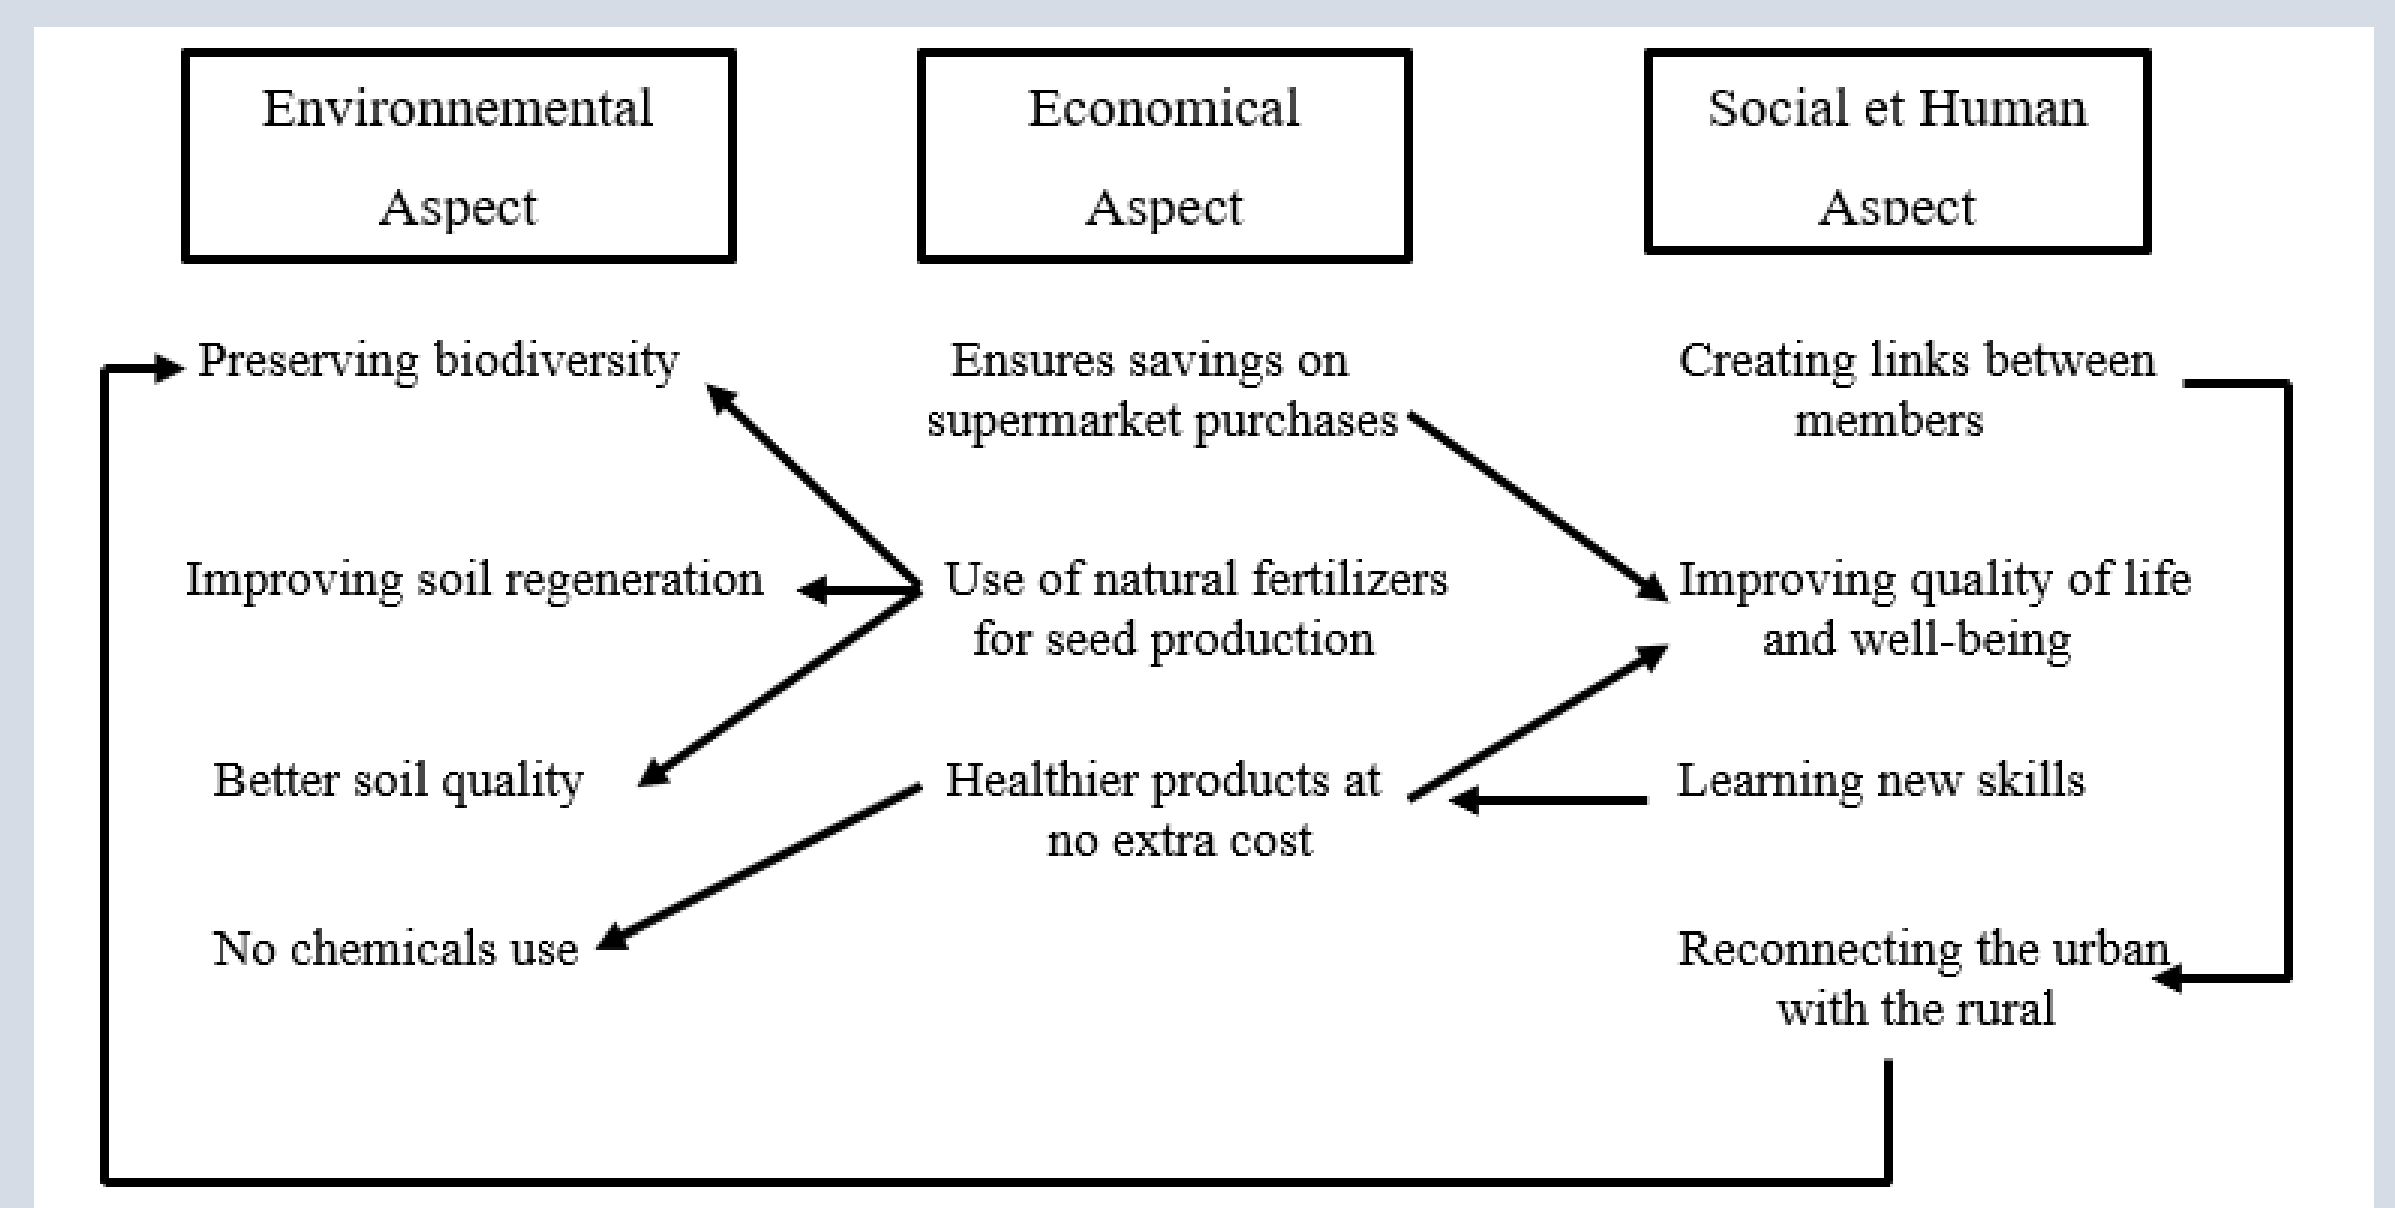 Environnemental
Aspect
Economical
Aspect
Social et Human
Aspect
Preserving biodiversity
Improving soil regeneration
Better soil quality
No chemicals use
Ensures savings on
supermarket purchases
Use of natural fertilizers
for seed production
Healthier products at
no extra cost
Creating links between
members
Improving quality of life
and well-being
Learning new skills
Reconnecting the urban
with the rural